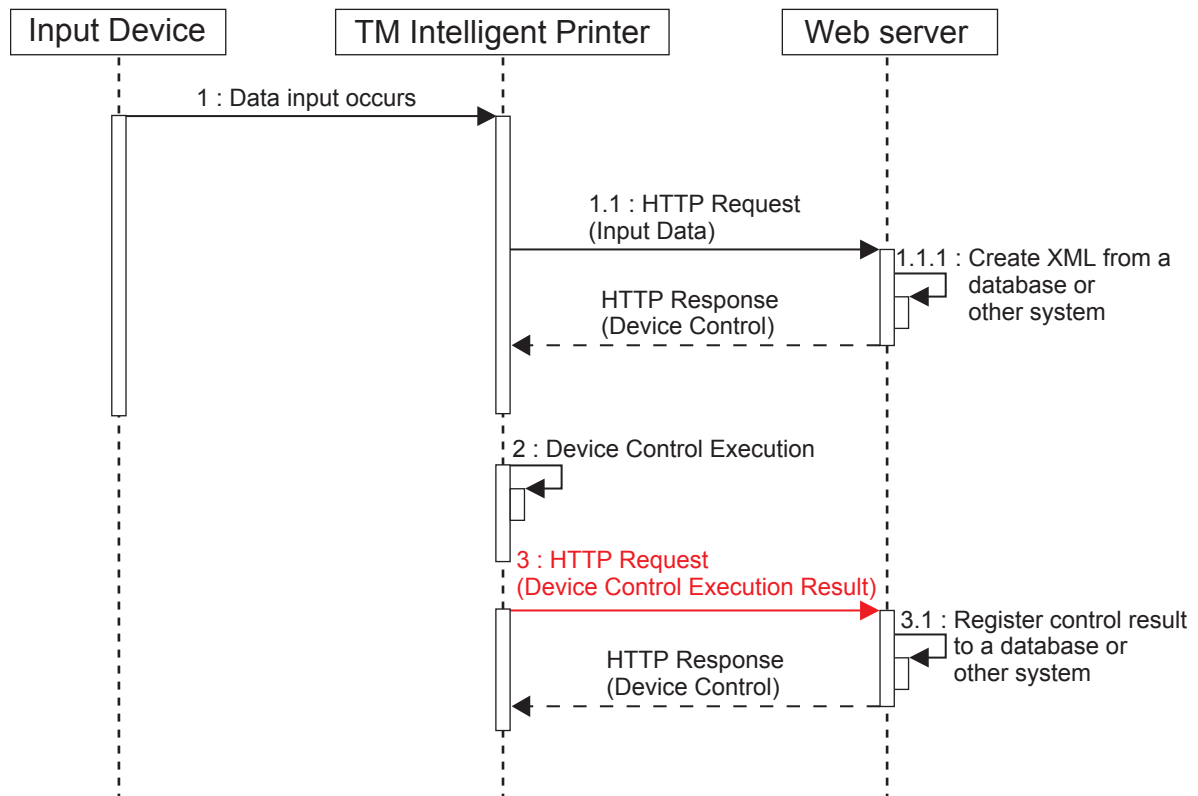 Input Device
TM Intelligent Printer
Web server
1 : Data input occurs
1.1 : HTTP Request
(Input Data)
1.1.1 : Create XML from a
database or
other system
HTTP Response
(Device Control)
2 : Device Control Execution
3 : HTTP Request
(Device Control Execution Result)
3.1 : Register control result
to a database or
other system
HTTP Response
(Device Control)